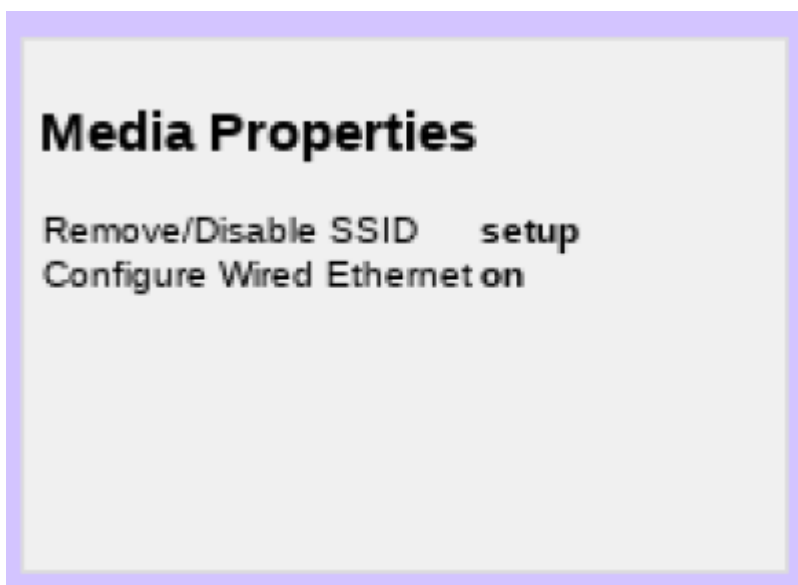 Media Properties
Remove/Disable SSID setup
Configure Wired Ethernet on